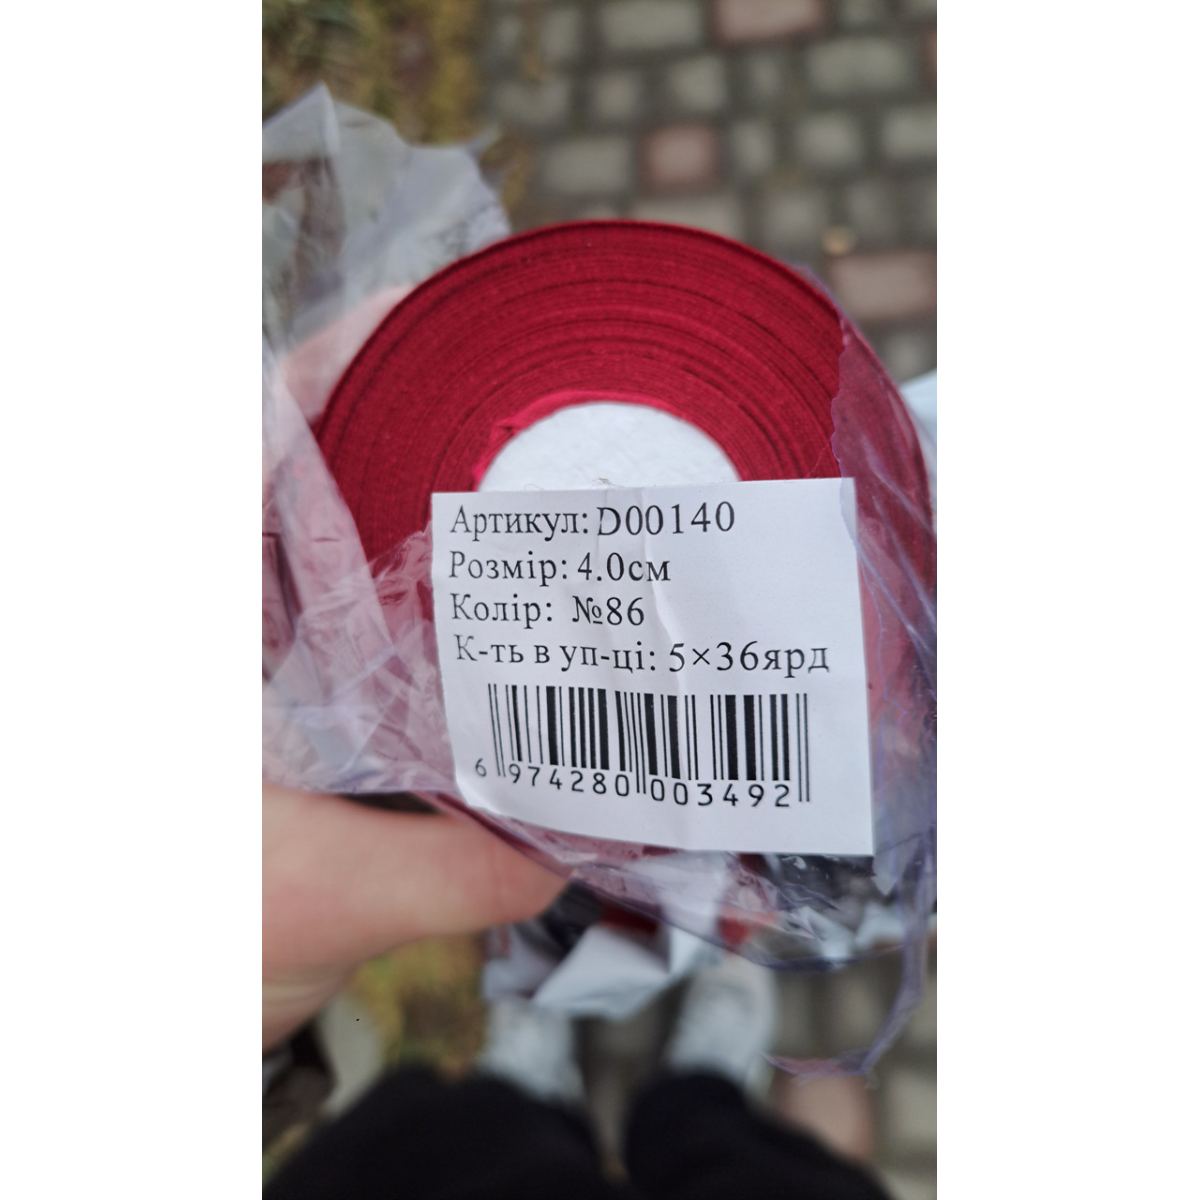 Артикул: D00140
Розмір: 4.0см
Колір: №86
К-ть в уп-ці: 5×36ярд
6 974280 003492